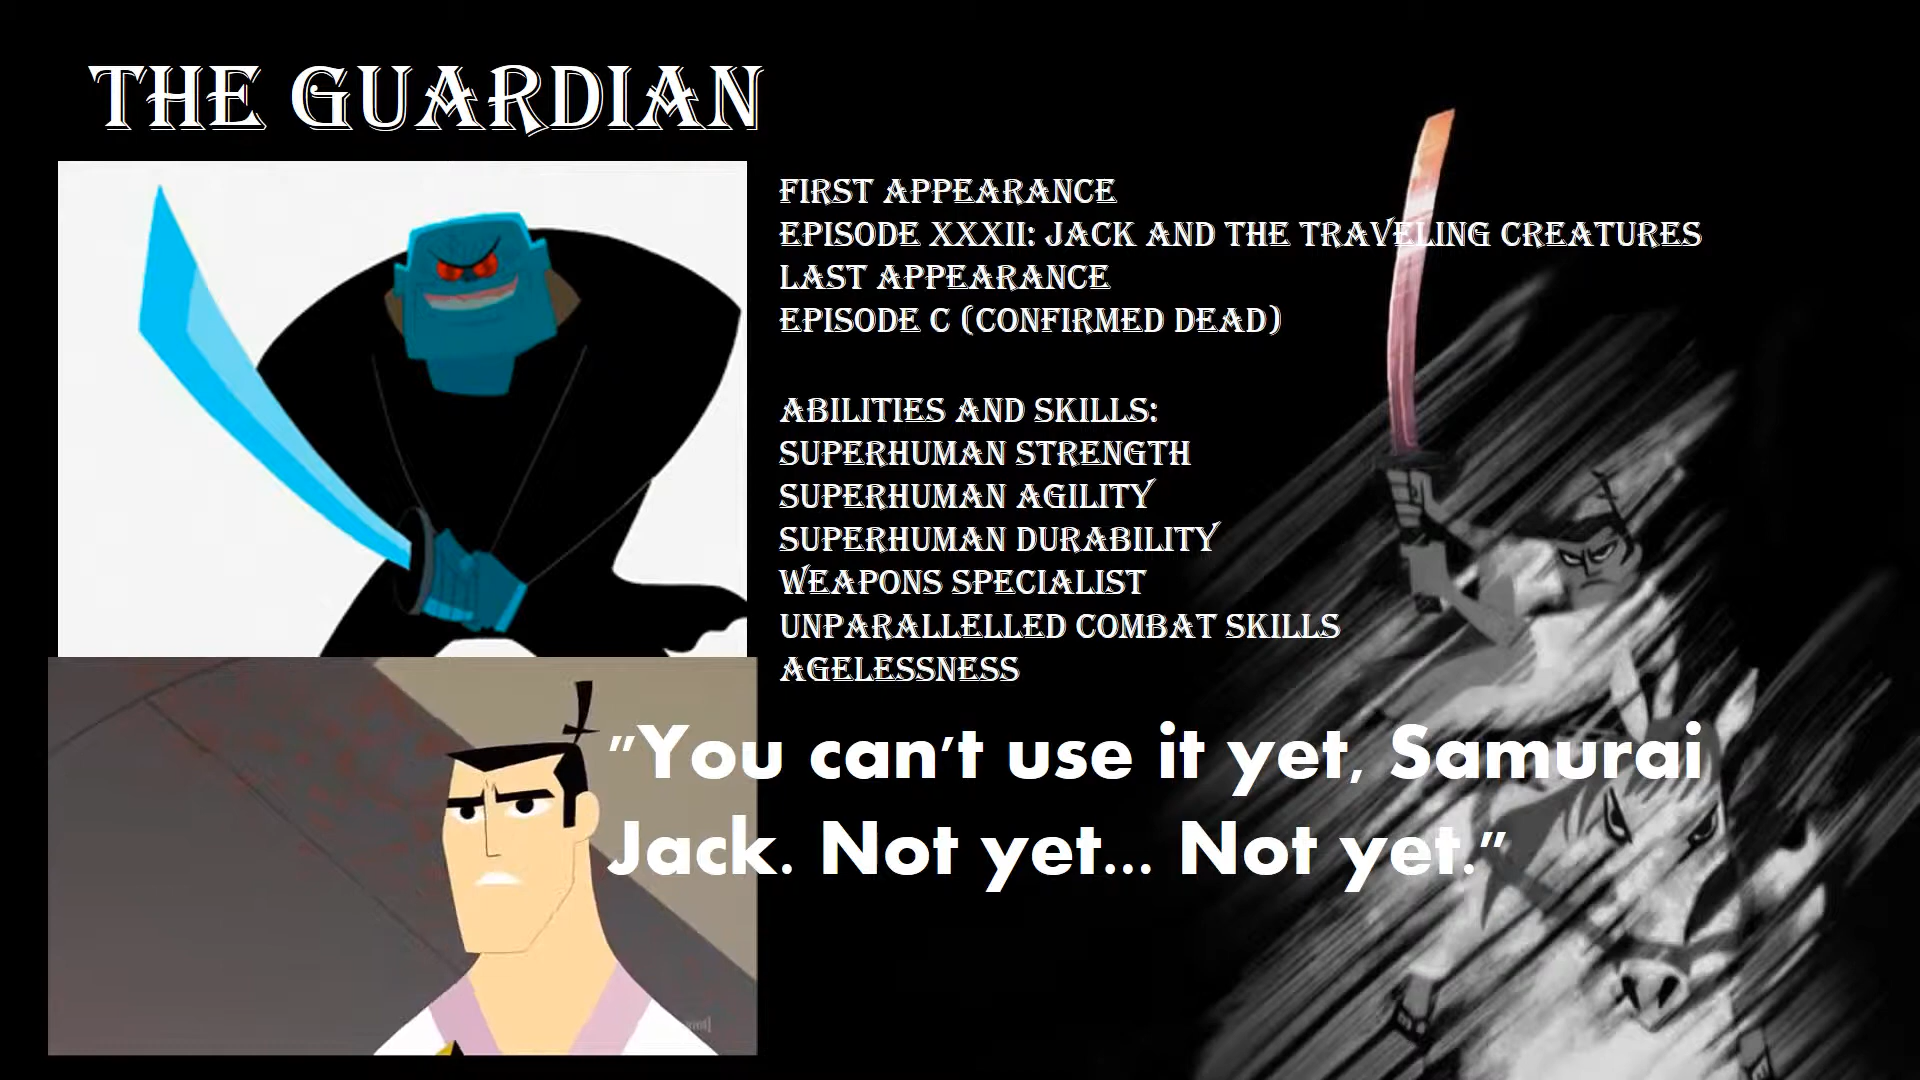 THE GUARDIAN
FIRST APPEARANCE
EPISODE XXXII: JACK AND THE TRAVELING CREATURES
LAST APPEARANCE
EPISODE C (CONFIRMED DEAD)
ABILITIES AND SKILLS:
SUPERHUMAN STRENGTH
SUPERHUMAN AGILITY
SUPERHUMAN DURABILITY
WEAPONS SPECIALIST
UNPARALLELLED COMBAT SKILLS
AGELESSNESS
"You can't use it yet, Samurai
Jack. Not yet... Not yet."